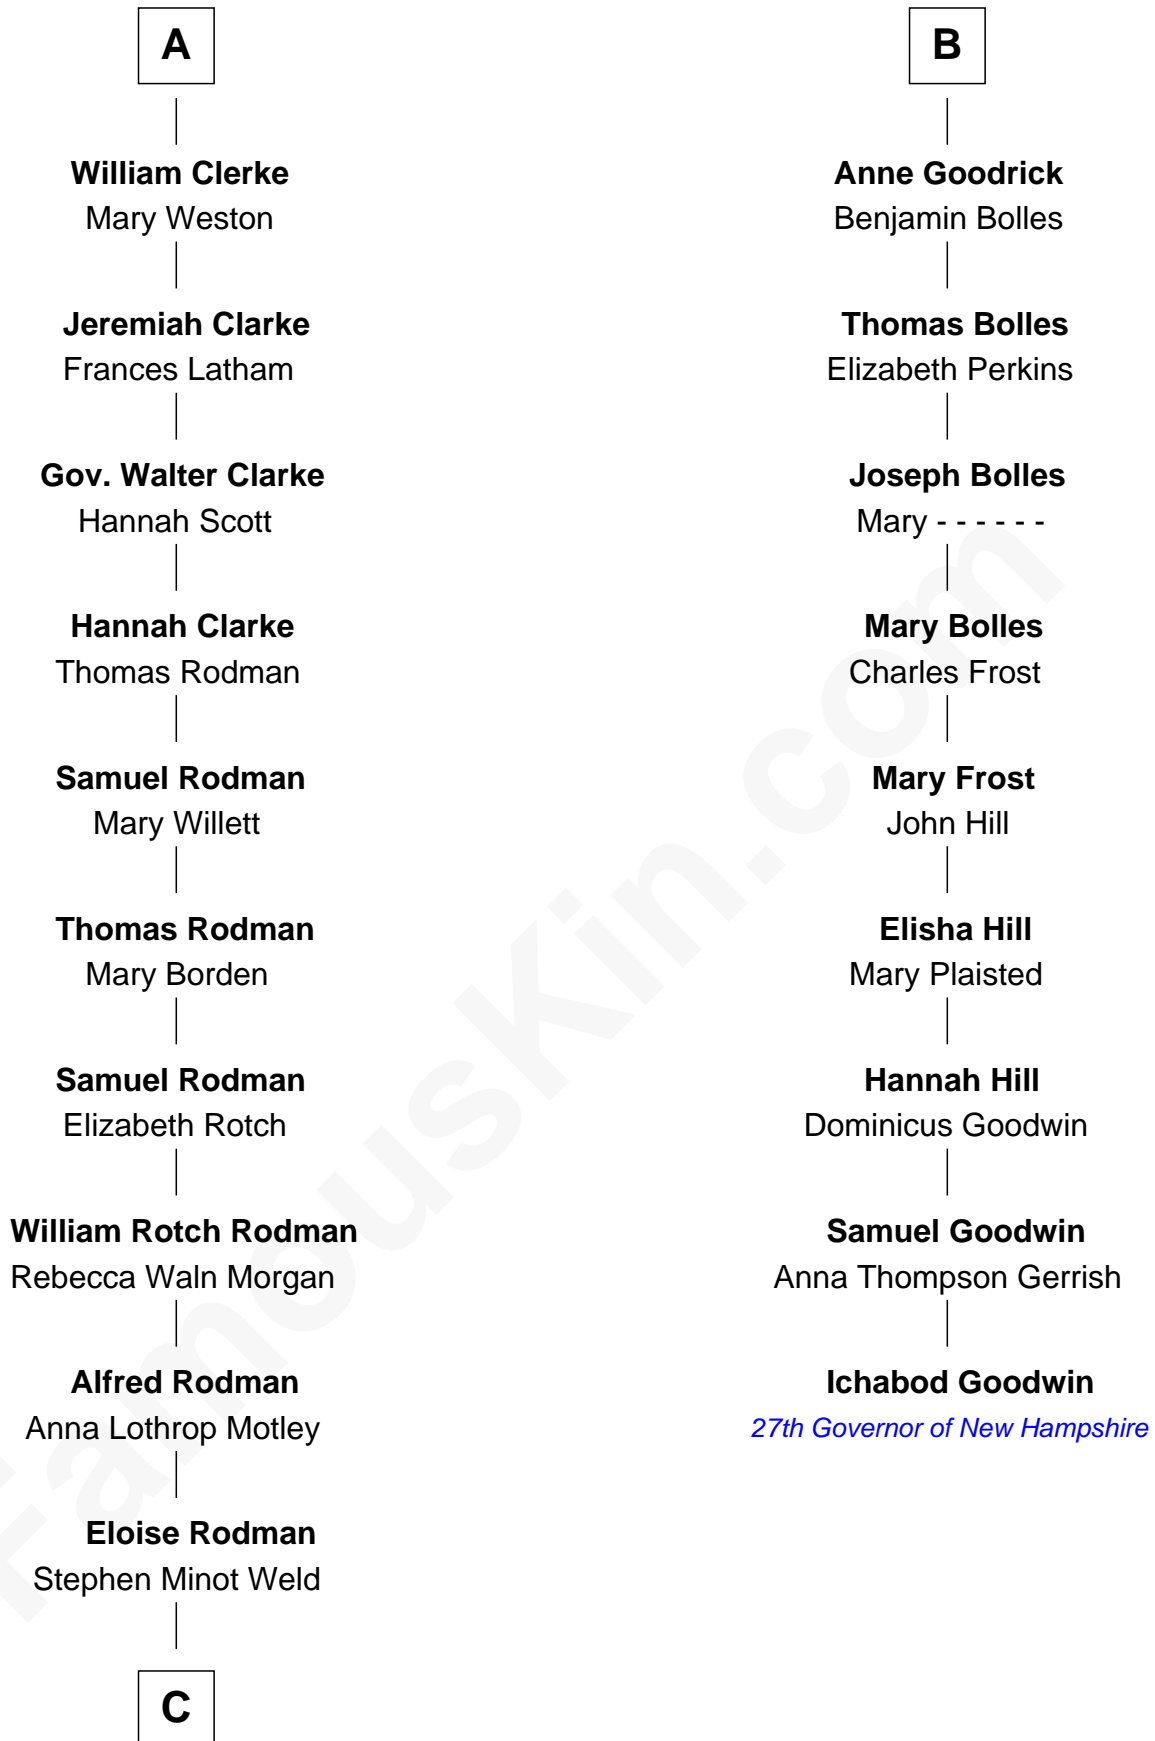 A
William Clerke
Mary Weston
Jeremiah Clarke
Frances Latham
Gov. Walter Clarke
Hannah Scott
Hannah Clarke
Thomas Rodman
Samuel Rodman
Mary Willett
Thomas Rodman
Mary Borden
Samuel Rodman
Elizabeth Rotch
William Rotch Rodman
Rebecca Waln Morgan
Alfred Rodman
Anna Lothrop Motley
Eloise Rodman
Stephen Minot Weld
C
B
Anne Goodrick
Benjamin Bolles
Thomas Bolles
Elizabeth Perkins
Joseph Bolles
Mary - - - - - -
Mary Bolles
Charles Frost
Mary Frost
John Hill
Elisha Hill
Mary Plaisted
Hannah Hill
Dominicus Goodwin
Samuel Goodwin
Anna Thompson Gerrish
Ichabod Goodwin
27th Governor of New Hampshire
FamousKin.com